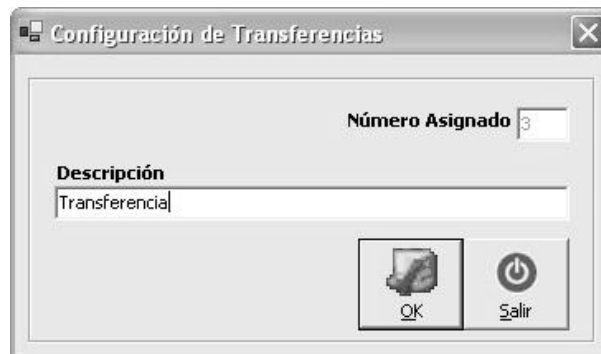 Configuración de Transferencias
Número Asignado 3
Descripción
Transferencia
OK Salir